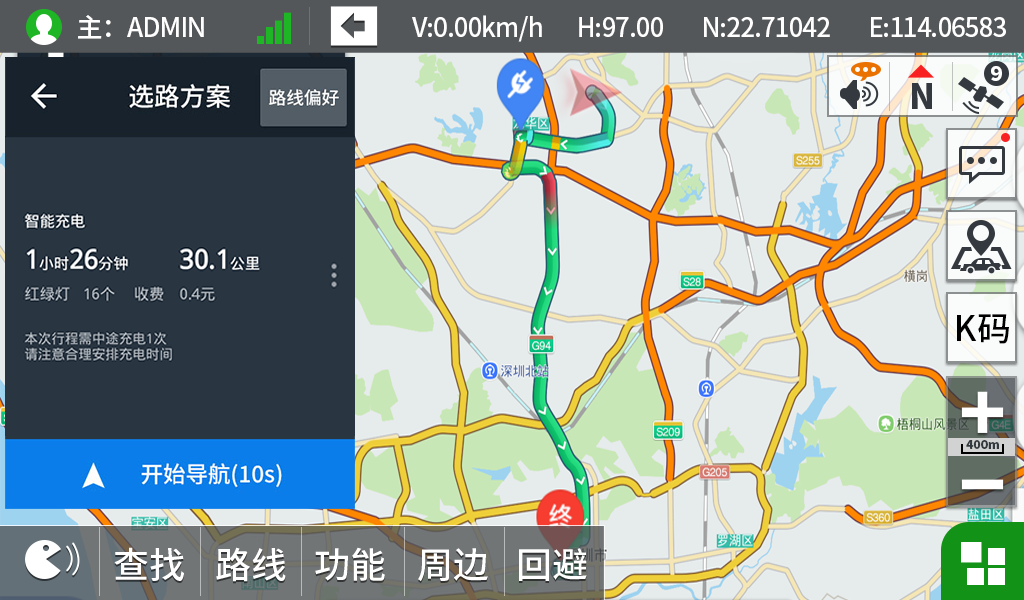 主：ADMIN
V:0.00km/h
H:97.00
N:22.71042
E:114.06583
选路方案
路线偏好
智能充电
1小时26分钟
30.1公里
红绿灯 16个 收费 0.4元
本次行程需中途充电1次
请注意合理安排充电时间
开始导航(10s)
华区
S255
N
9
横岗
S28
K码
G94
深圳北站
梧桐山风景区
G4E
400m
S209
G205
S360
盐田区
终
宝安区
罗湖区
圳市
查找
路线
功能
周边
回避